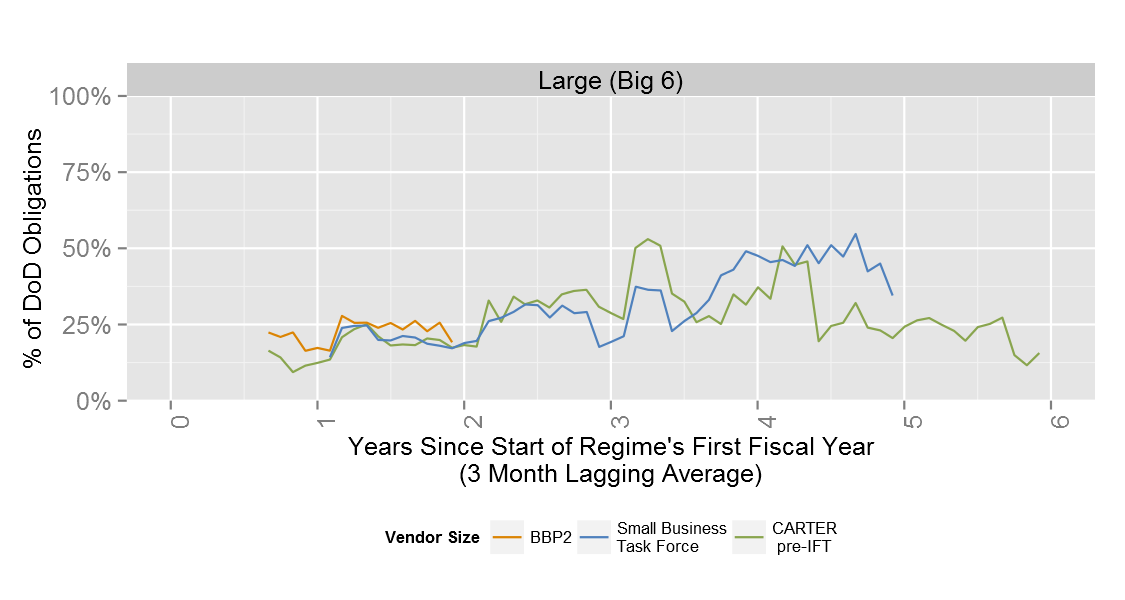 Large (Big 6)
100%
75%
50%
25%
0%
% of DoD Obligations
0 1 2 3 4 5 6
Years Since Start of Regime's First Fiscal Year
(3 Month Lagging Average)
Vendor Size
BBP2
Small Business
Task Force
CARTER
pre-IFT